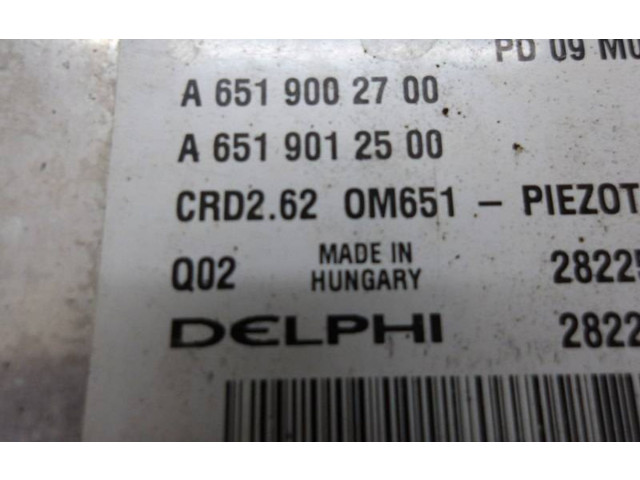 PD 09 M
A 651 900 27 00
A 651 901 25 00
CRD2.62 OM651 - PIEZOT
Q02 MADE IN HUNGARY 2822
DELPHI 2822